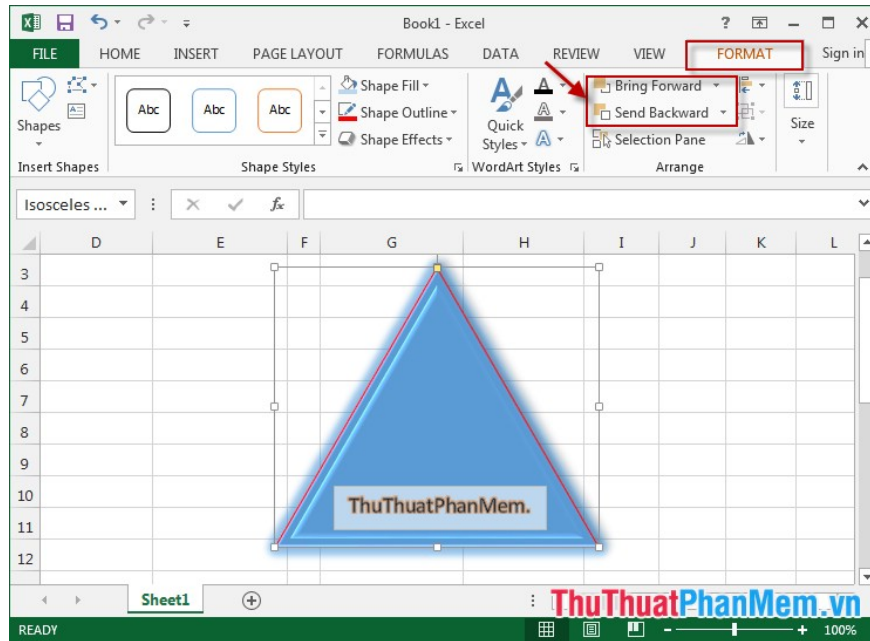 Book1 - Excel
?
FILE HOME INSERT PAGE LAYOUT FORMULAS DATA REVIEW VIEW FORMAT Sign in
Shapes
Abc Abc Abc
Shape Fill
Shape Outline
Shape Effects
Quick
Styles
A
A
A
A
Bring Forward
Send Backward
Selection Pane
Size
Insert Shapes Shape Styles WordArt Styles Arrange
Isosceles ... fx
D E F G H I J K L
3
4
5
6
7
8
9
10
ThuThuatPhanMem.
11
12
Sheet1
ThuThuatPhanMem.vn
READY 100%